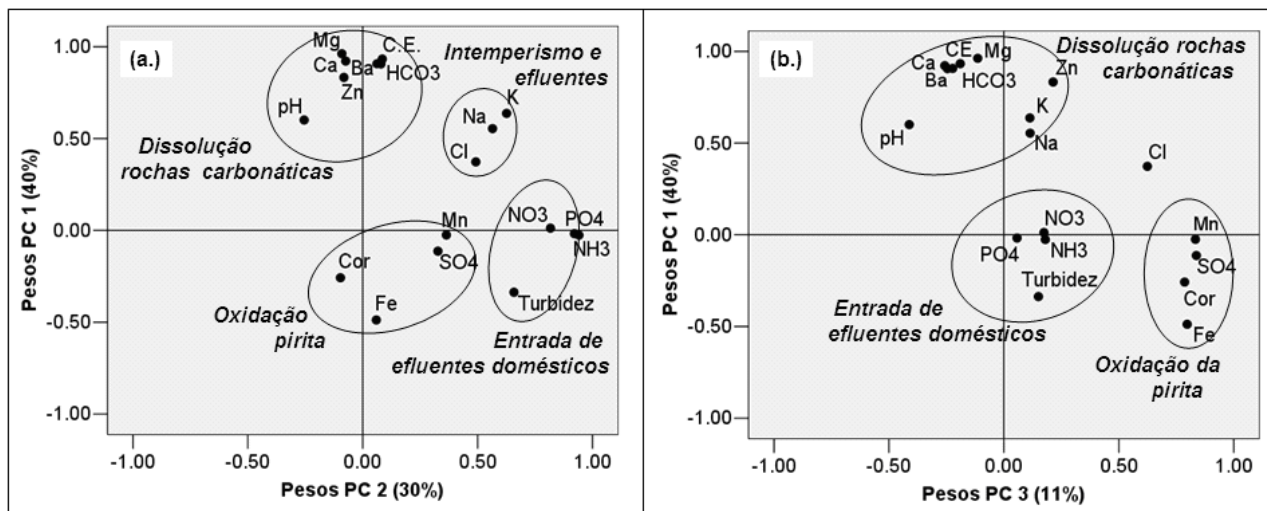 (a.)
Mg
C.E.
Ca
Ba
HCO3
Zn
pH
Intemperismo e
efluentes
K
Na
Cl
Dissolução
rochas carbonáticas
Mn
NO3
PO4
SO4
NH3
Cor
Fe
Turbidez
Oxidação
pirita
Entrada de
efluentes domésticos
1.00
0.50
0.00
-0.50
-1.00
Pesos PC 1 (40%)
-1.00 -0.50 0.00 0.50 1.00
Pesos PC 2 (30%)
(b.)
Ca
CE
Mg
Ba
HCO3
Zn
pH
K
Na
Dissolução rochas
carbonáticas
Cl
NO3
PO4
NH3
Turbidez
Mn
SO4
Cor
Fe
Entrada de
efluentes domésticos
Oxidação da
pirita
1.00
0.50
0.00
-0.50
-1.00
Pesos PC 1 (40%)
-1.00 -0.50 0.00 0.50 1.00
Pesos PC 3 (11%)